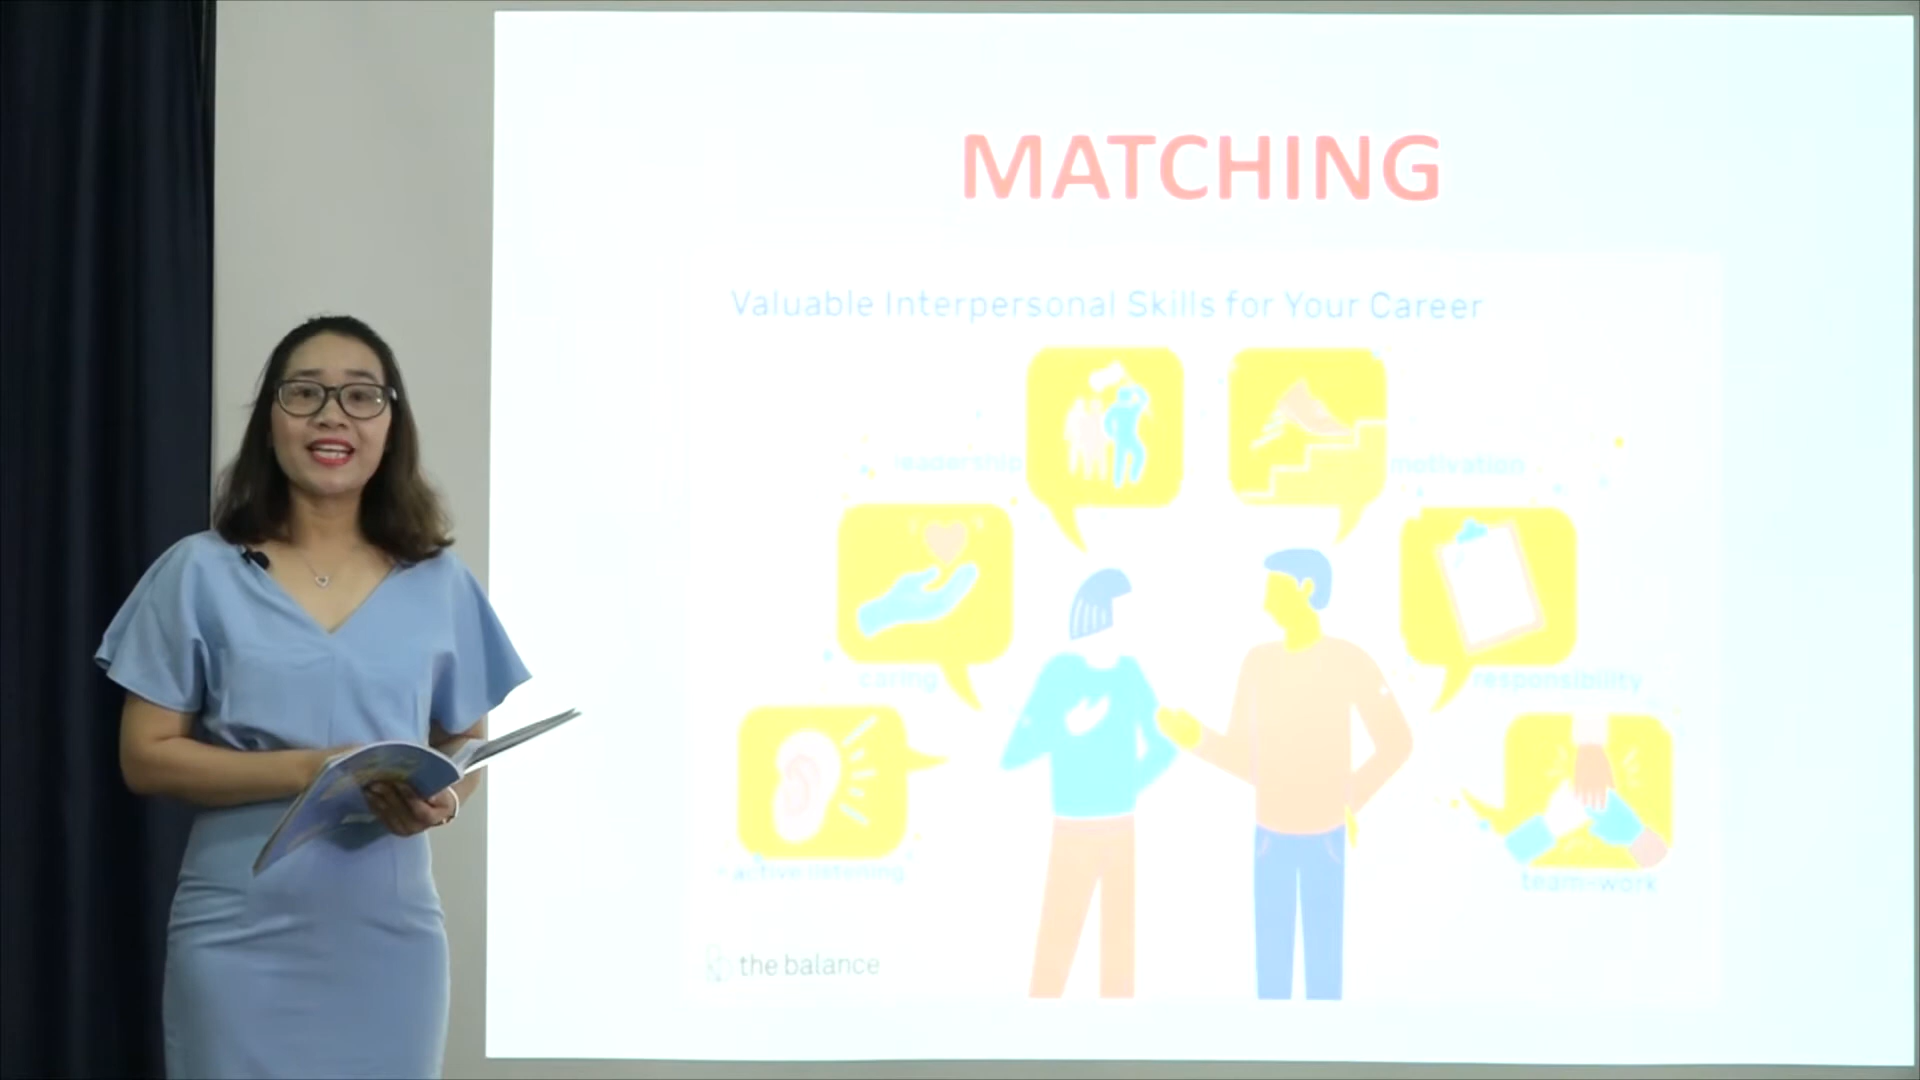 MATCHING
Valuable Interpersonal Skills for Your Career
leadership
motivation
caring
responsibility
active listening
team-work
the balance